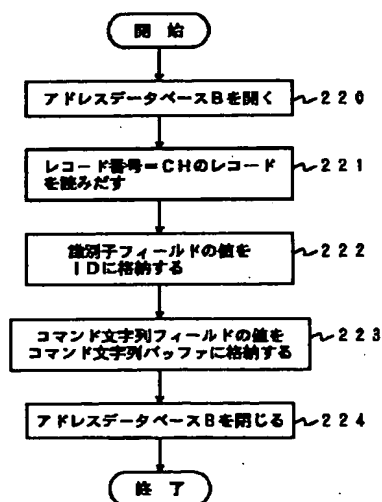 開 始
アドレスデータベースBを開く
220
レコード番号=CHのレコード
を読みだす
221
識別子フィールドの値を
IDに格納する
222
コマンド文字列フィールドの値を
コマンド文字列バッファに格納する
223
アドレスデータベースBを閉じる
224
終 了